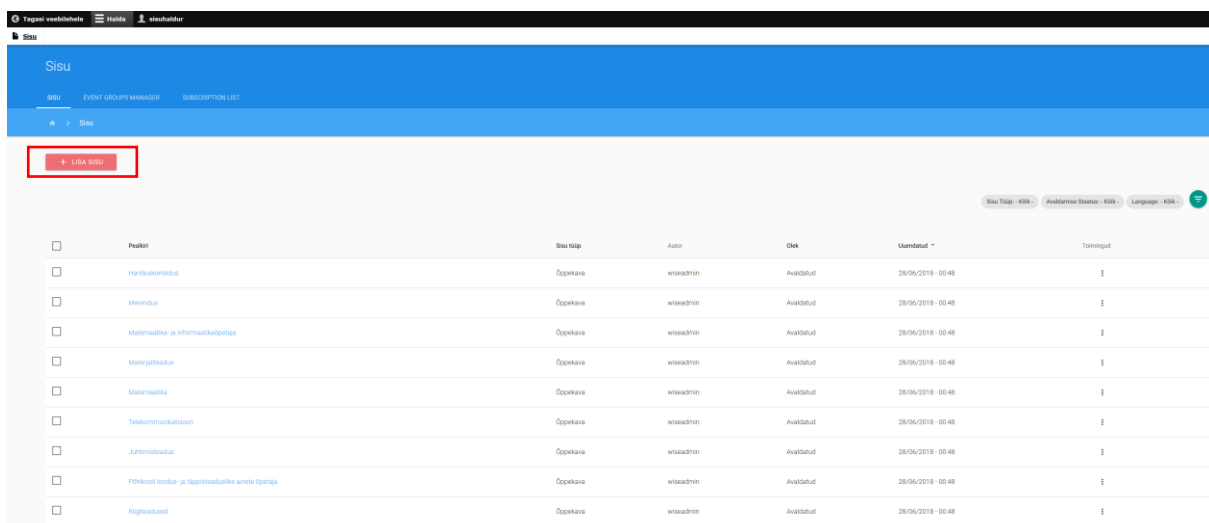 Tagasi veebilehele Halda sisuhaldur
Sisu
Sisu
SISU EVENT GROUPS MANAGER SUBSCRIPTION LIST
> Sisu
+ LISA SISU
Sisu Tüüp: - Kõik - Avaldamise Staatus: - Kõik - Language: - Kõik -
Pealkiri Sisu tüüp Autor Olek Uuendatud Toimingud
Hariduskorraldus Õppekava wiseadmin Avaldatud 28/06/2018 - 00:48
Merendus Õppekava wiseadmin Avaldatud 28/06/2018 - 00:48
Matemaatika- ja informaatikaõpetaja Õppekava wiseadmin Avaldatud 28/06/2018 - 00:48
Materjaliteadus Õppekava wiseadmin Avaldatud 28/06/2018 - 00:48
Matemaatika Õppekava wiseadmin Avaldatud 28/06/2018 - 00:48
Telekommunikatsioon Õppekava wiseadmin Avaldatud 28/06/2018 - 00:48
Juhtimisteadus Õppekava wiseadmin Avaldatud 28/06/2018 - 00:48
Põhikooli loodus- ja täppisteaduslike ainete õpetaja Õppekava wiseadmin Avaldatud 28/06/2018 - 00:48
Riigiteadused Õppekava wiseadmin Avaldatud 28/06/2018 - 00:48